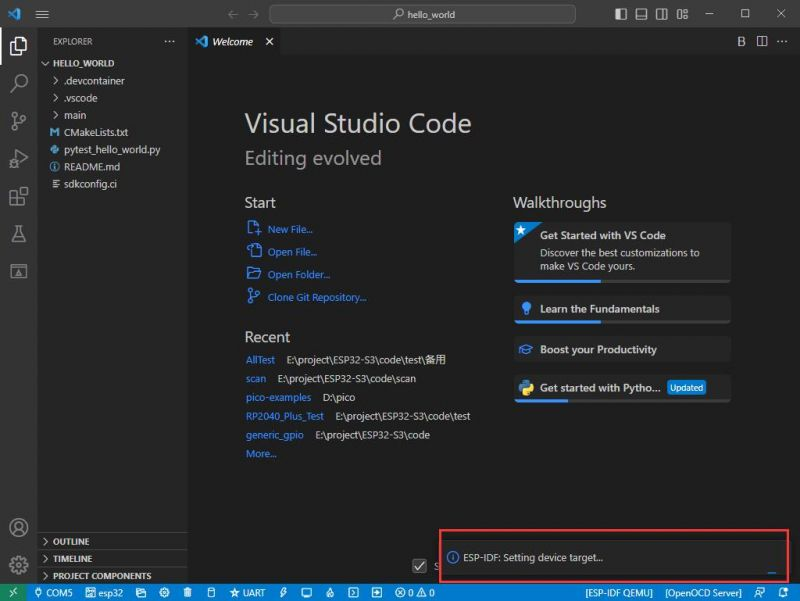 hello_world
EXPLORER
Welcome
HELLO_WORLD
.devcontainer
.vscode
main
CMakeLists.txt
pytest_hello_world.py
README.md
sdkconfig.ci
Visual Studio Code
Editing evolved
Start
New File...
Open File...
Open Folder...
Clone Git Repository...
Recent
AllTest E:\project\ESP32-S3\code\test\备用
scan E:\project\ESP32-S3\code\scan
pico-examples D:\pico
RP2040_Plus_Test E:\project\ESP32-S3\code\test
generic_gpio E:\project\ESP32-S3\code
More...
Walkthroughs
Get Started with VS Code
Discover the best customizations to
make VS Code yours.
Learn the Fundamentals
Boost your Productivity
Get started with Pytho... Updated
OUTLINE
TIMELINE
PROJECT COMPONENTS
ESP-IDF: Setting device target...
COM5 esp32 UART 0 0 [ESP-IDF QEMU] [OpenOCD Server]